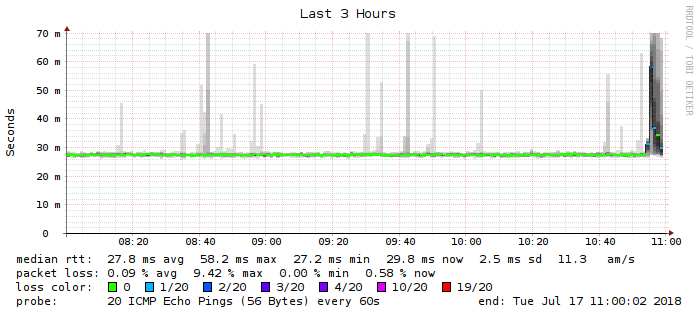 Last 3 Hours
RRDTOOL / TOBI OETIKER
Seconds
70 m
60 m
50 m
40 m
30 m
20 m
10 m
0
08:20 08:40 09:00 09:20 09:40 10:00 10:20 10:40 11:00
median rtt: 27.8 ms avg 58.2 ms max 27.2 ms min 29.8 ms now 2.5 ms sd 11.3 am/s
packet loss: 0.09 % avg 9.42 % max 0.00 % min 0.58 % now
loss color: 0 1/20 2/20 3/20 4/20 10/20 19/20
probe: 20 ICMP Echo Pings (56 Bytes) every 60s end: Tue Jul 17 11:00:02 2018